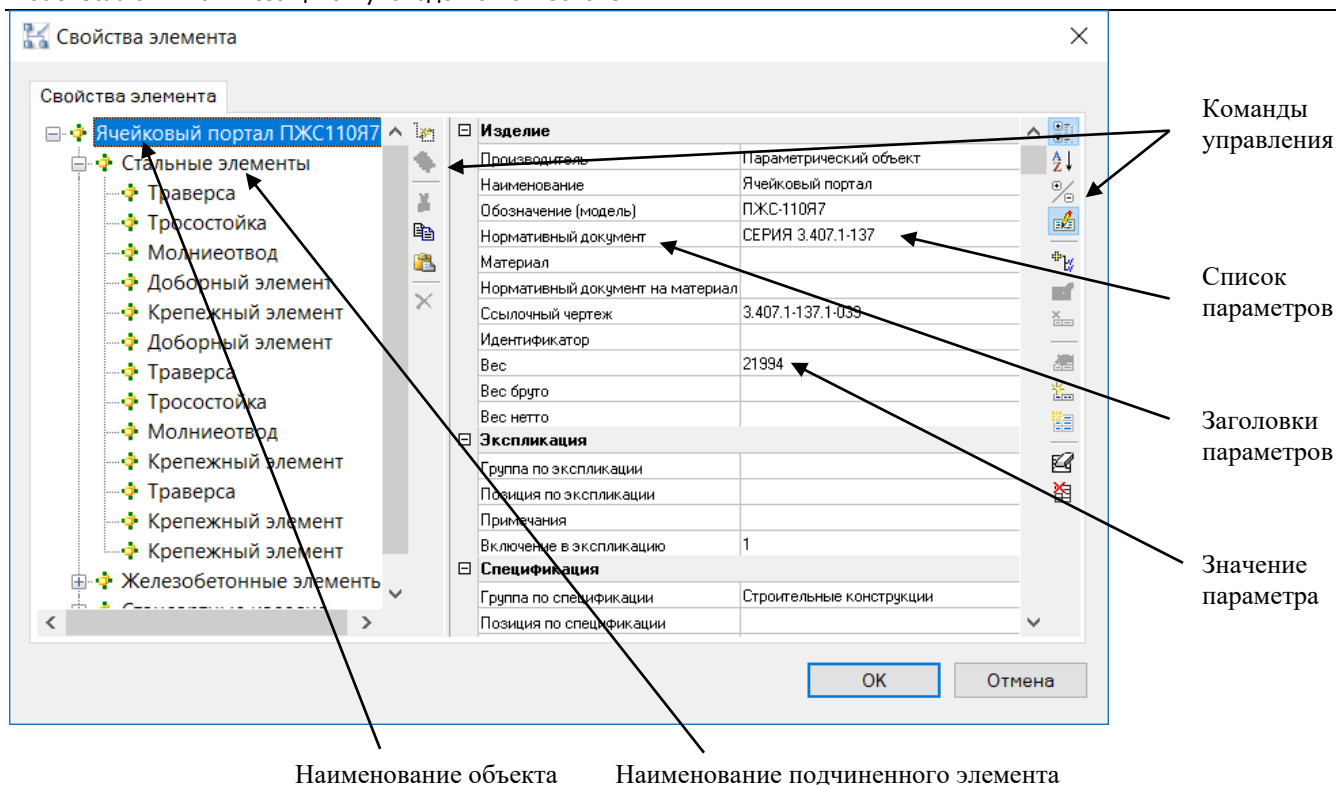 Свойства элемента
Свойства элемента
Ячейковый портал ПЖС110Я7
Стальные элементы
Траверса
Тросостойка
Молниеотвод
Доборный элемент
Крепежный элемент
Доборный элемент
Траверса
Тросостойка
Молниеотвод
Крепежный элемент
Траверса
Крепежный элемент
Крепежный элемент
Железобетонные элементь
Изделие
Производитель Параметрический объект
Наименование Ячейковый портал
Обозначение (модель) ПЖС-110Я7
Нормативный документ СЕРИЯ 3.407.1-137
Материал
Нормативный документ на материал
Ссылочный чертеж 3.407.1-137.1-039
Идентификатор
Вес 21994
Вес бруто
Вес нетто
Экспликация
Группа по экспликации
Позиция по экспликации
Примечания
Включение в экспликацию 1
Спецификация
Группа по спецификации Строительные конструкции
Позиция по спецификации
OK Отмена
Команды
управления
Список
параметров
Заголовки
параметров
Значение
параметра
Наименование объекта Наименование подчиненного элемента